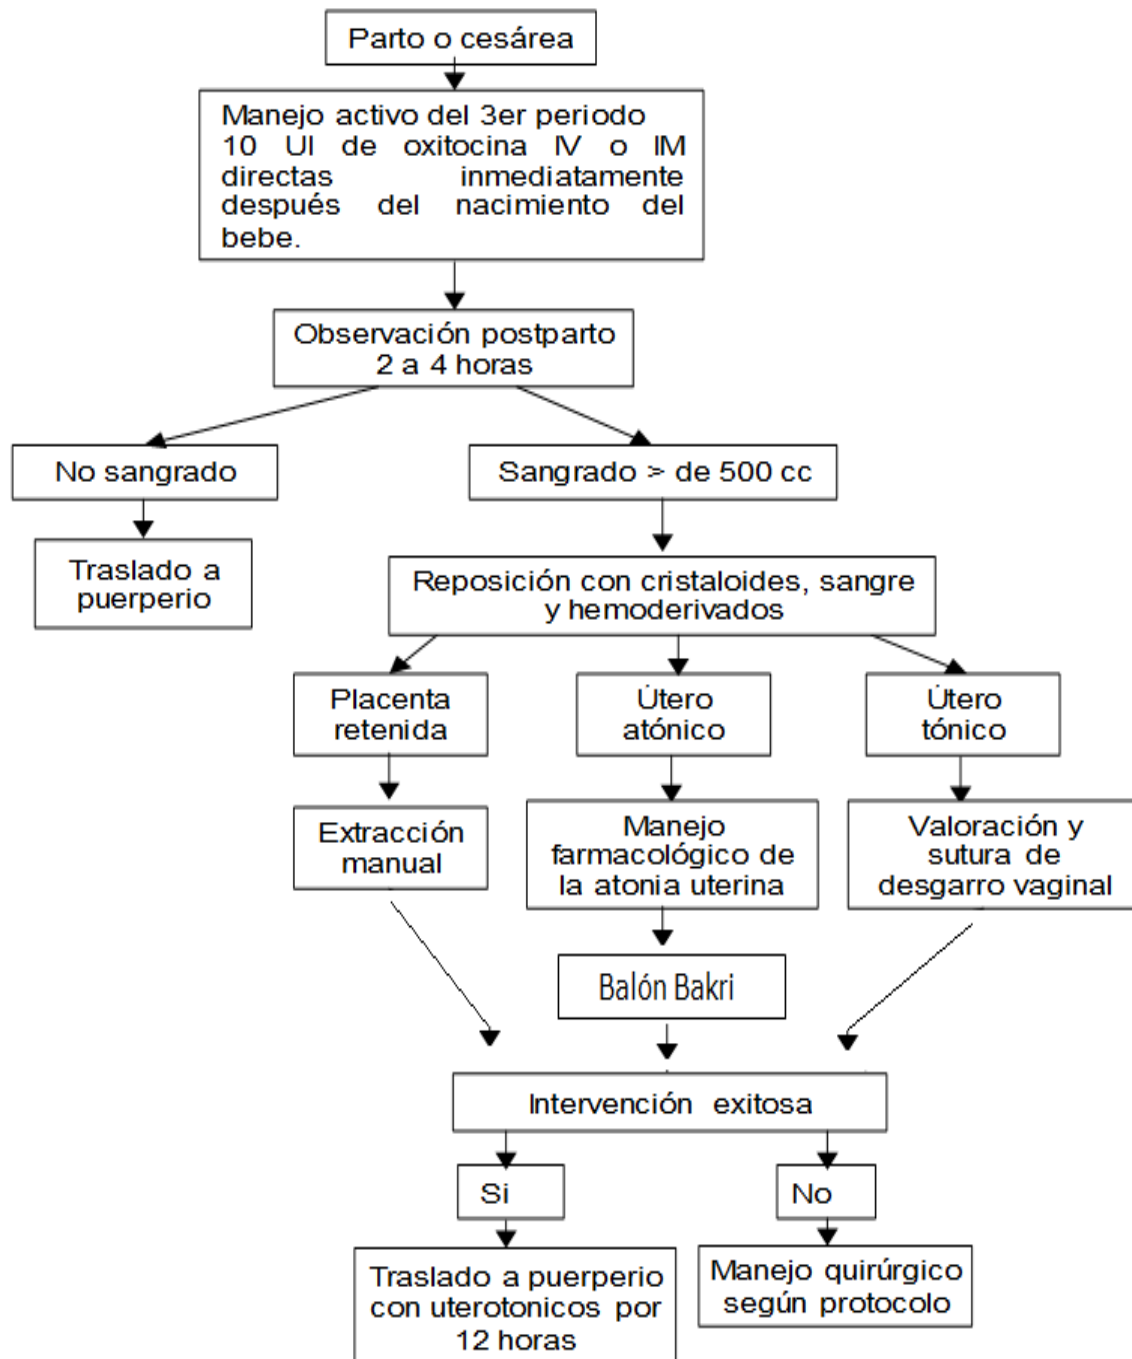 Parto o cesárea
Manejo activo del 3er periodo
10 UI de oxitocina IV o IM
directas inmediatamente
después del nacimiento del
bebe.
Observación postparto
2 a 4 horas
No sangrado
Sangrado > de 500 cc
Traslado a
puerperio
Reposición con cristaloides, sangre
y hemoderivados
Placenta
retenida
Útero
atónico
Útero
tónico
Extracción
manual
Manejo
farmacológico de
la atonia uterina
Valoración y
sutura de
desgarro vaginal
Balón Bakri
Intervención exitosa
Si
No
Traslado a puerperio
con uterotonicos por
12 horas
Manejo quirúrgico
según protocolo